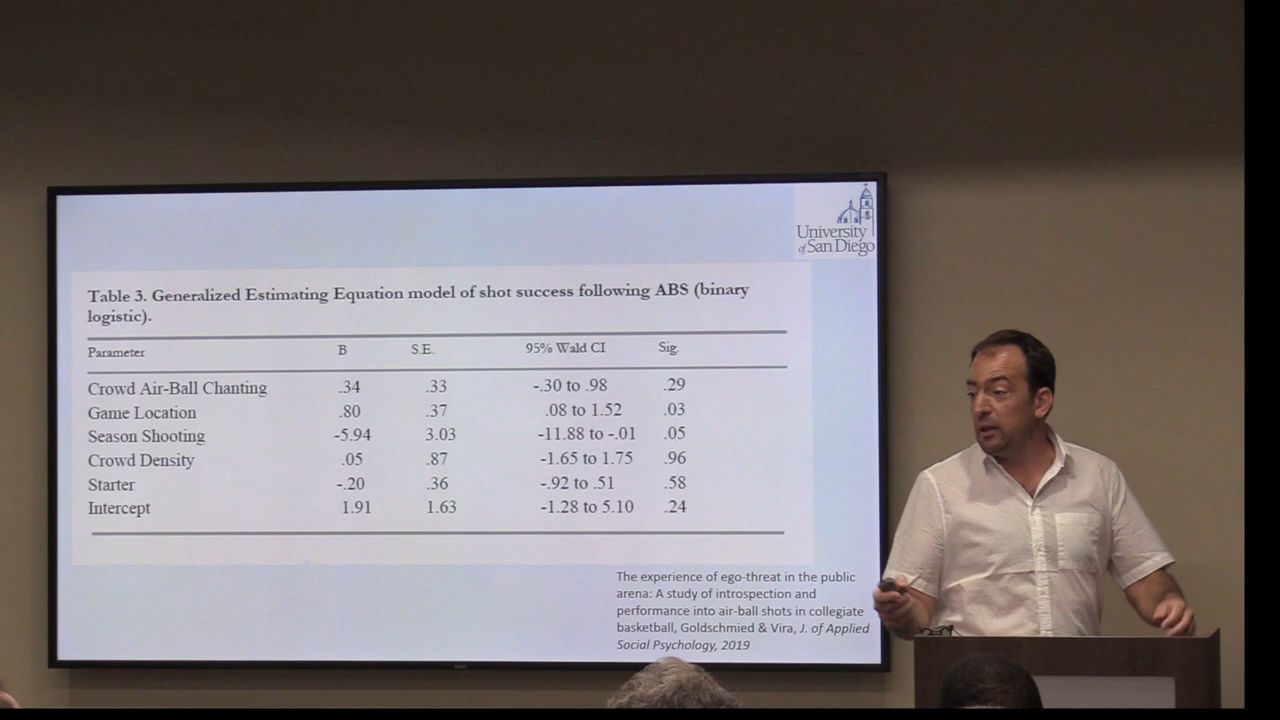 University
of San Diego
Table 3. Generalized Estimating Equation model of shot success following ABS (binary
logistic).
Parameter B S.E. 95% Wald CI Sig.
Crowd Air-Ball Chanting .34 .33 -.30 to .98 .29
Game Location .80 .37 .08 to 1.52 .03
Season Shooting -5.94 3.03 -11.88 to -.01 .05
Crowd Density .05 .87 -1.65 to 1.75 .96
Starter -.20 .36 -.92 to .51 .58
Intercept 1.91 1.63 -1.28 to 5.10 .24
The experience of ego-threat in the public
arena: A study of introspection and
performance into air-ball shots in collegiate
basketball, Goldschmied & Vira, J. of Applied
Social Psychology, 2019